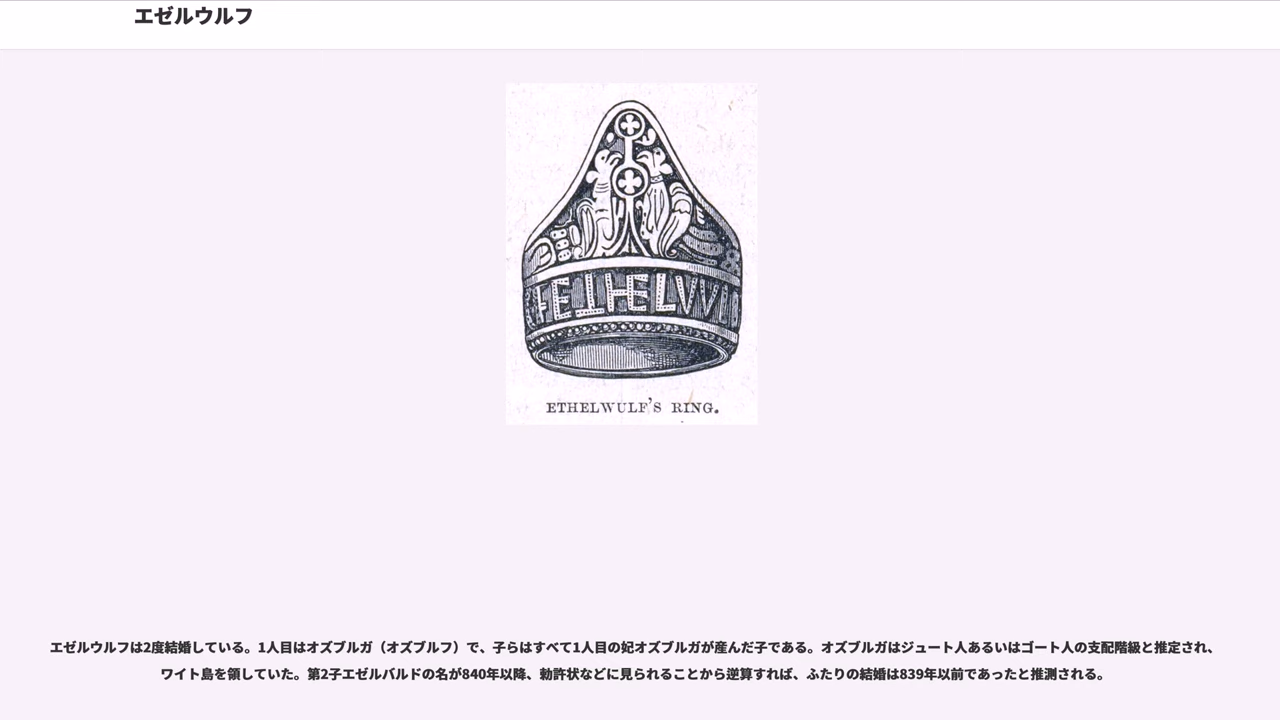 エゼルウルフ
ETHELWU
ETHELWULF'S RING.
エゼルウルフは2度結婚している。1人目はオズブルガ（オズブルフ）で、子らはすべて1人目の妃オズブルガが産んだ子である。オズブルガはジュート人あるいはゴート人の支配階級と推定され、
ワイト島を領していた。第2子エゼルバルドの名が840年以降、勅許状などに見られることから逆算すれば、ふたりの結婚は839年以前であったと推測される。